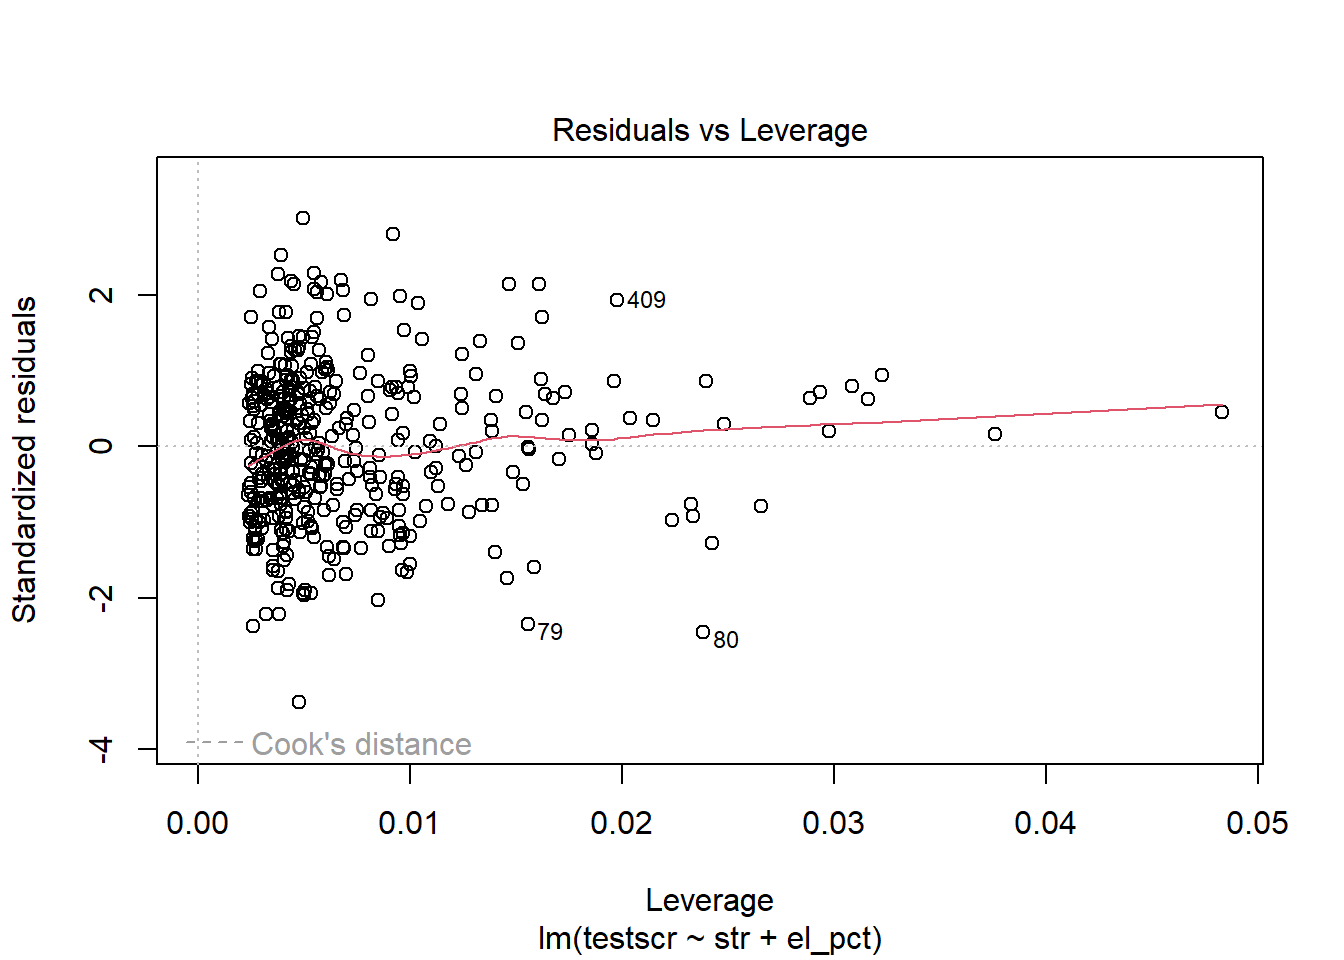 Residuals vs Leverage
Standardized residuals
2
0
-2
-4
409
79
80
Cook's distance
0.00 0.01 0.02 0.03 0.04 0.05
Leverage
lm(testscr ~ str + el_pct)